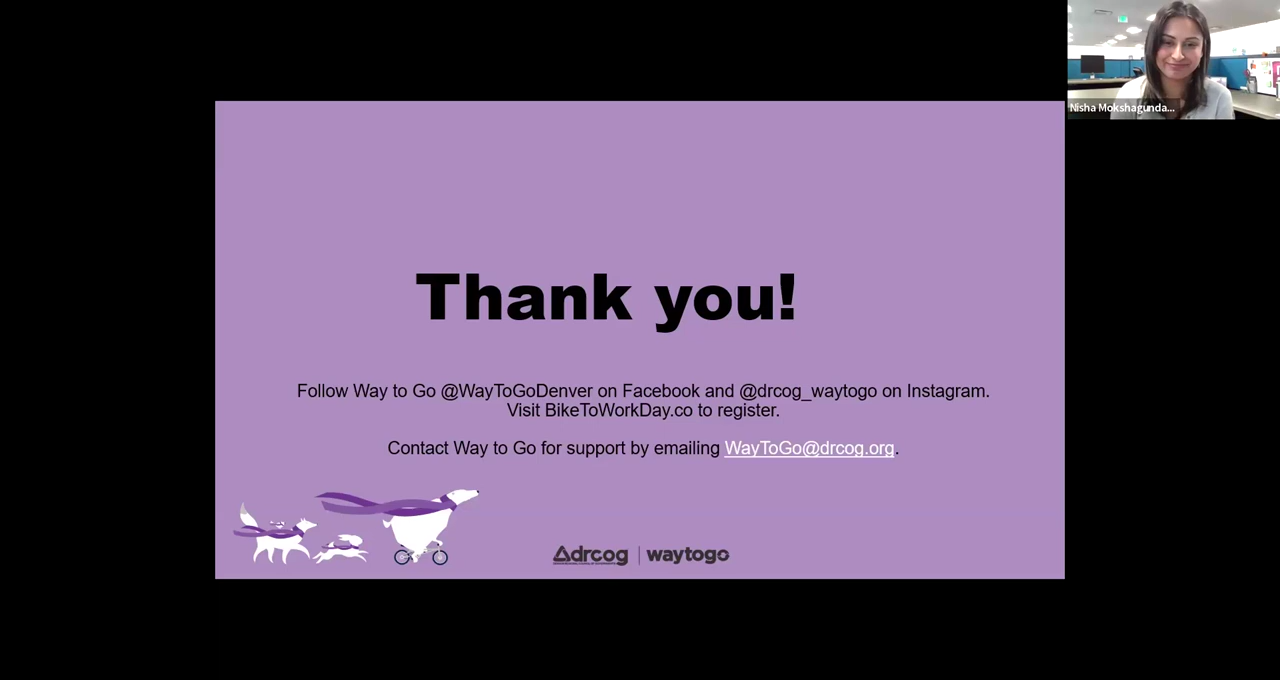 Nisha Mokshagunda...
Thank you!
Follow Way to Go @WayToGoDenver on Facebook and @drcog_waytogo on Instagram.
Visit BikeToWorkDay.co to register.
Contact Way to Go for support by emailing WayToGo@drcog.org.
drcog | waytogo